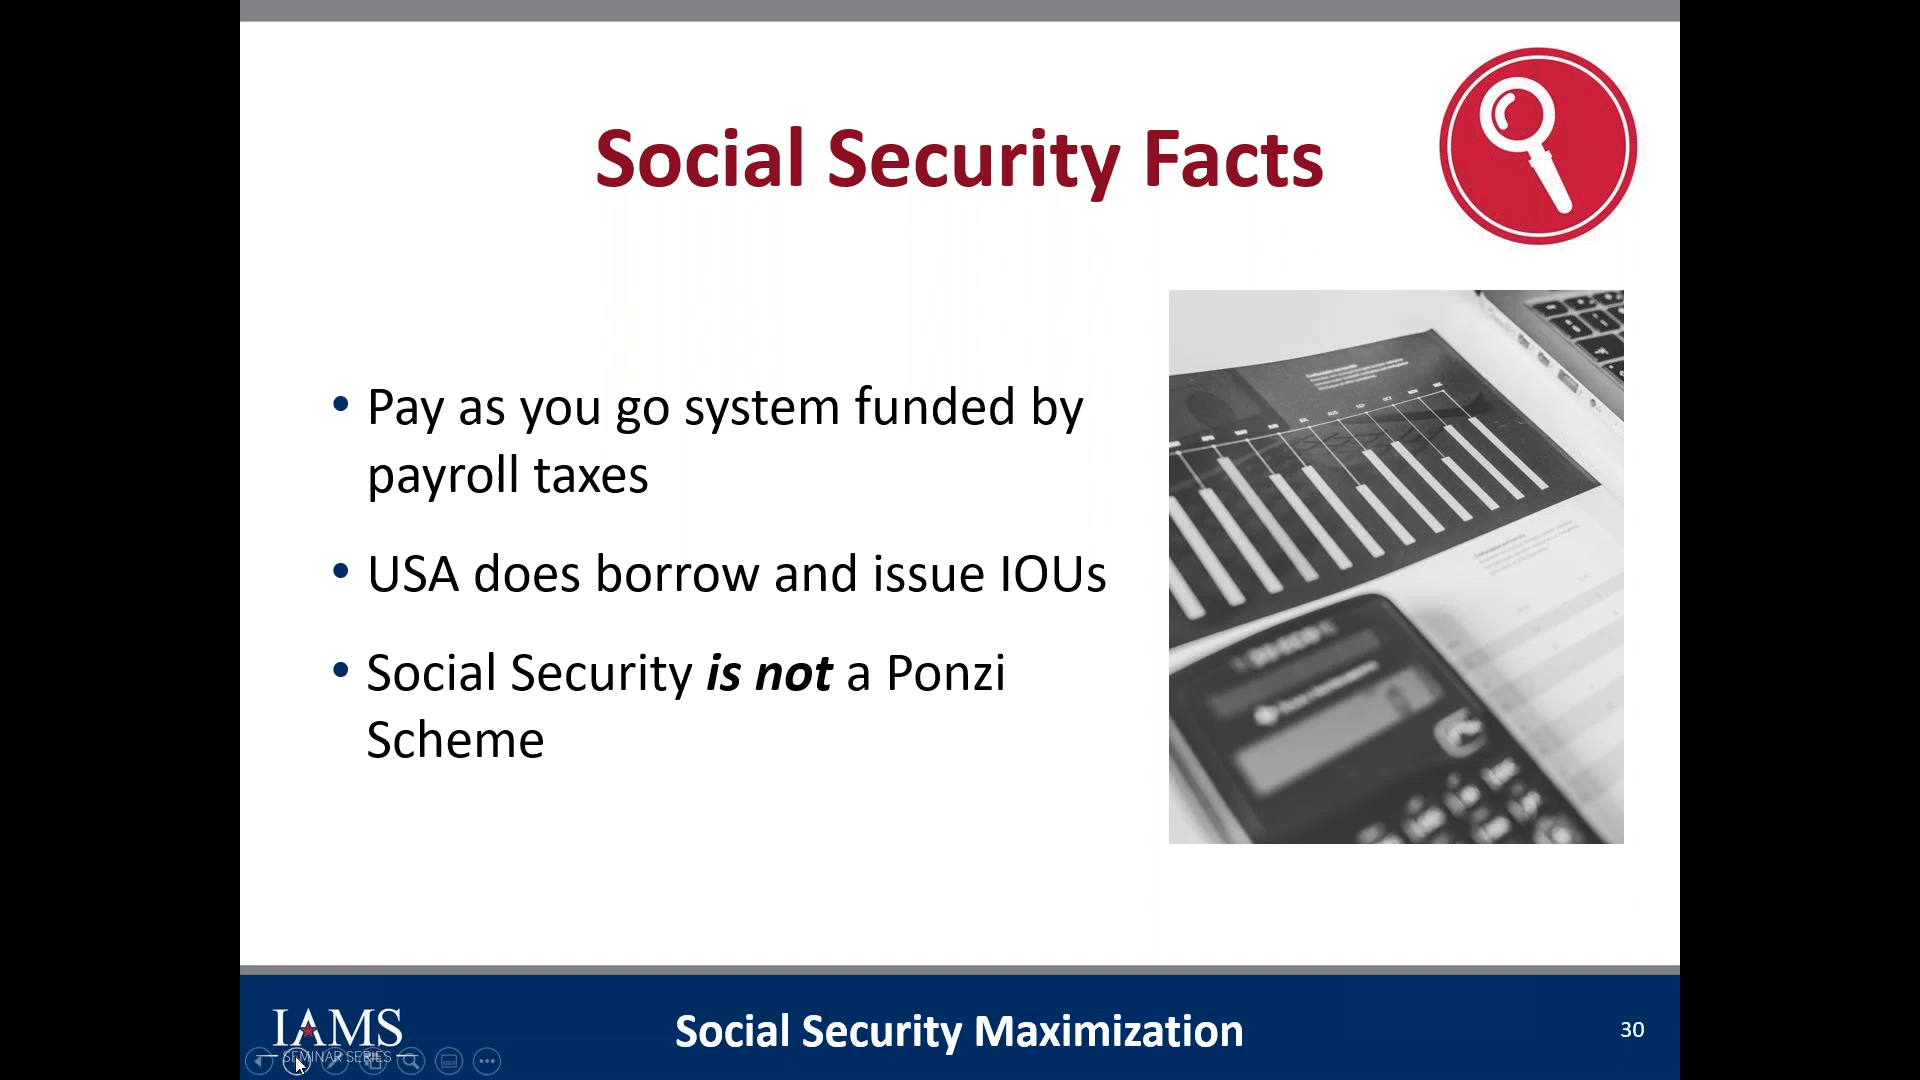 Social Security Facts
• Pay as you go system funded by
payroll taxes
• USA does borrow and issue IOUs
• Social Security is not a Ponzi
Scheme
IAMS
SEMINAR SERIES
Social Security Maximization
30